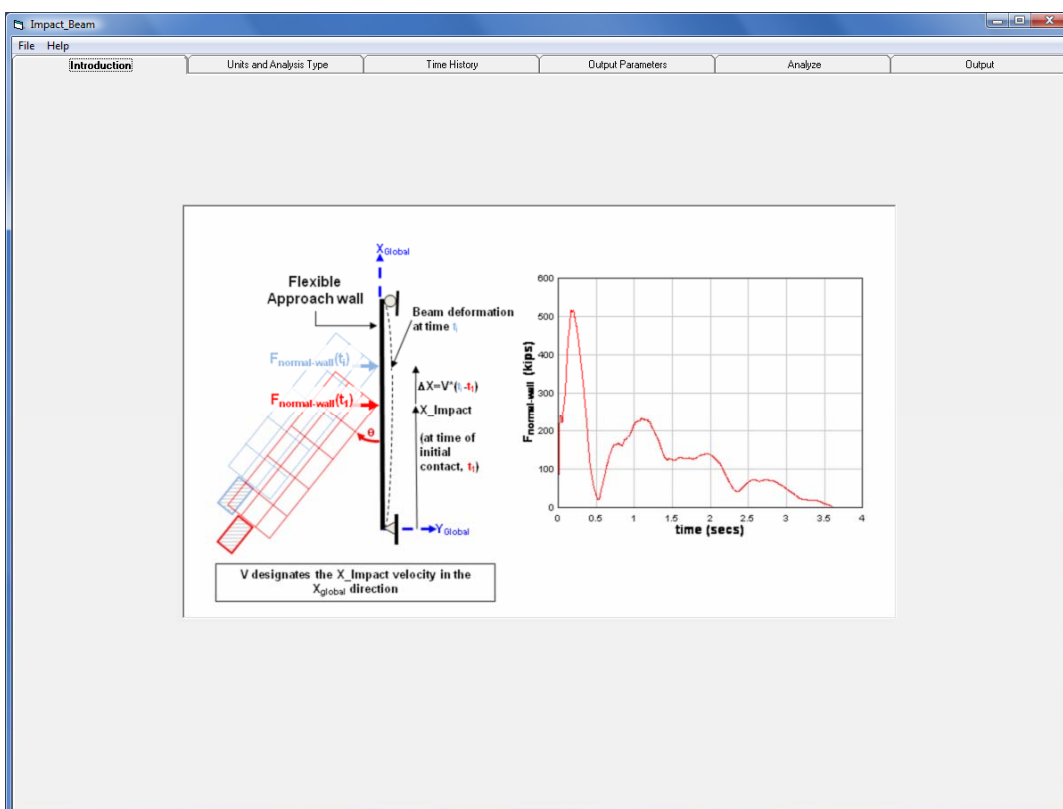 Impact_Beam
File Help
Introduction Units and Analysis Type Time History Output Parameters Analyze Output
XGlobal
Flexible
Approach wall
Beam deformation
at time ti
Fnormal-wall(ti)
ΔX=V*(ti-t1)
Fnormal-wall(t1)
X_Impact
θ
(at time of
initial
contact, t1)
YGlobal
V designates the X_Impact velocity in the
Xglobal direction
Fnormal-wall (kips)
600
500
400
300
200
100
0
0 0.5 1 1.5 2 2.5 3 3.5 4
time (secs)